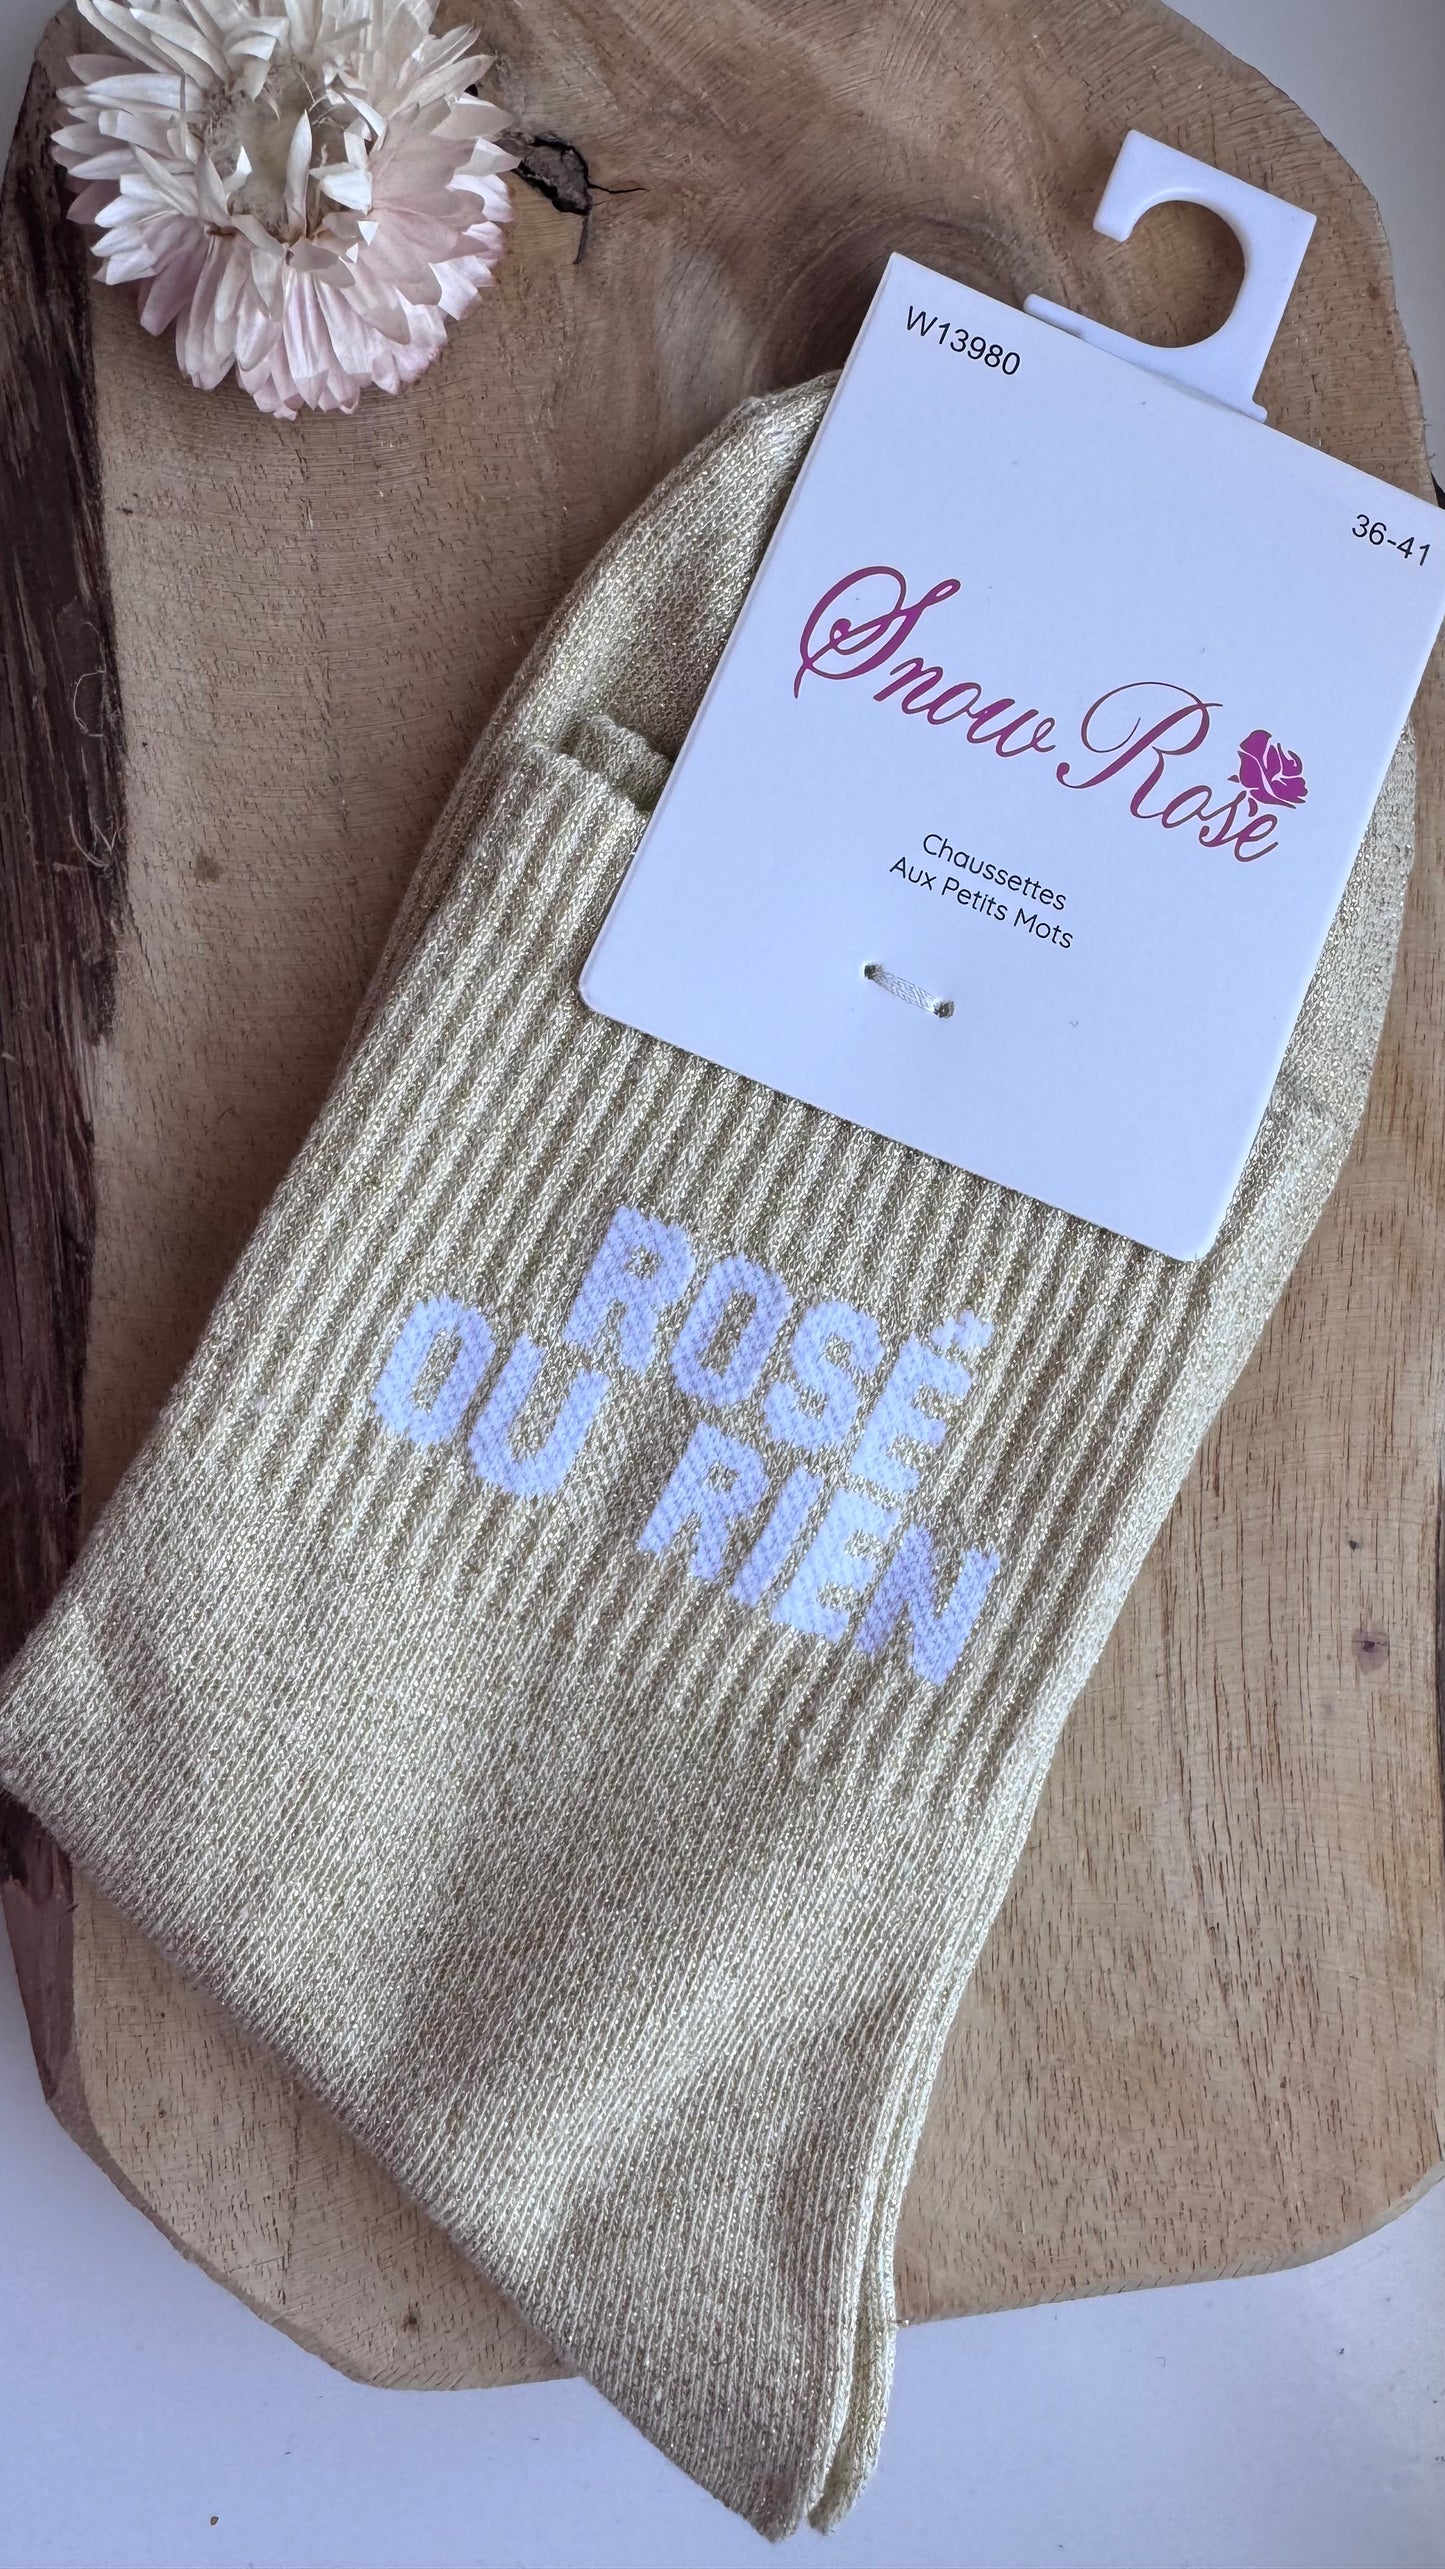 W13980
36-41
Snow Rose
Chaussettes
Aux Petits Mots
ROSÉ
OU RIEN